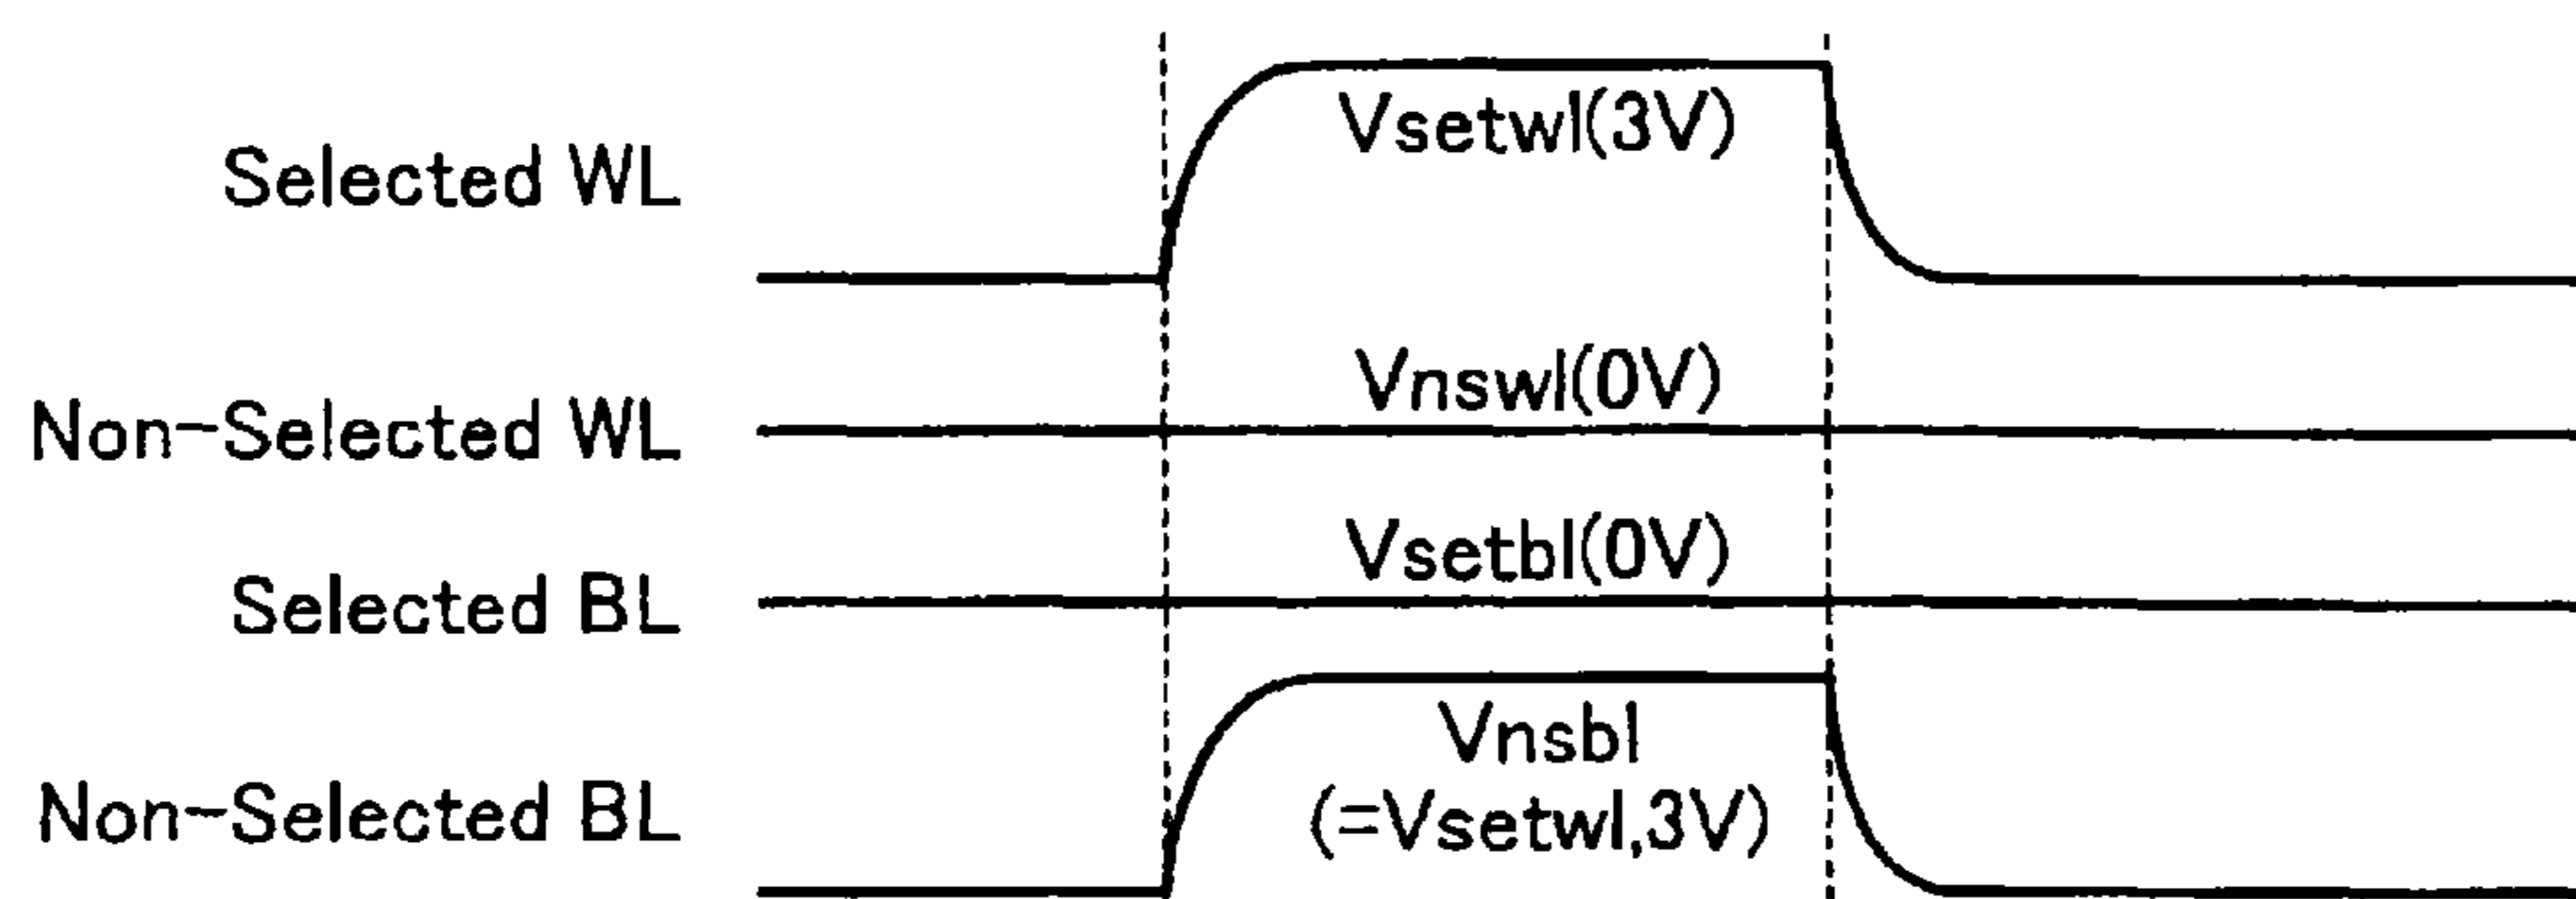 Selected WL
Vsetwl(3V)
Non-Selected WL
Vnswl(0V)
Selected BL
Vsetbl(0V)
Non-Selected BL
Vnsbl
(=Vsetwl,3V)